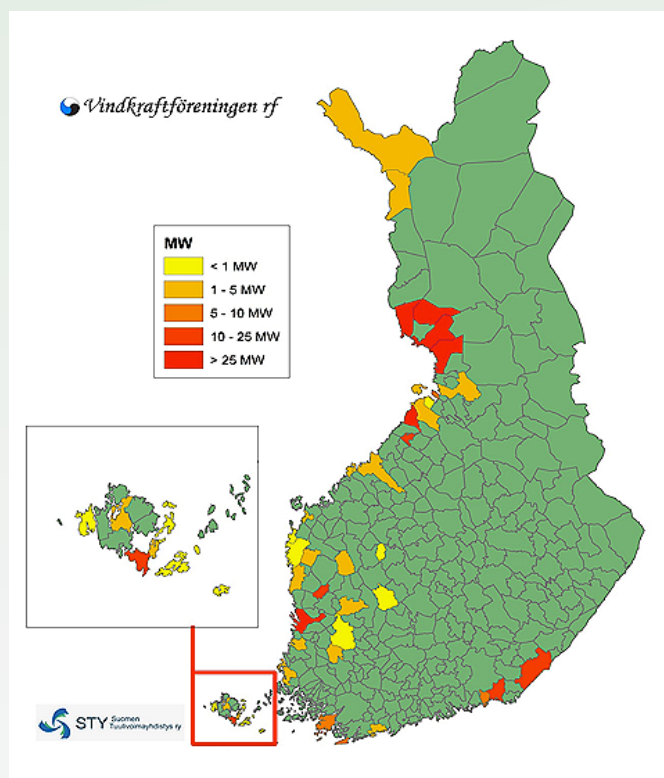 Vindkraftföreningen rf
MW
< 1 MW
1 - 5 MW
5 - 10 MW
10 - 25 MW
> 25 MW
STY Suomen
Tuulivoimayhdistys ry